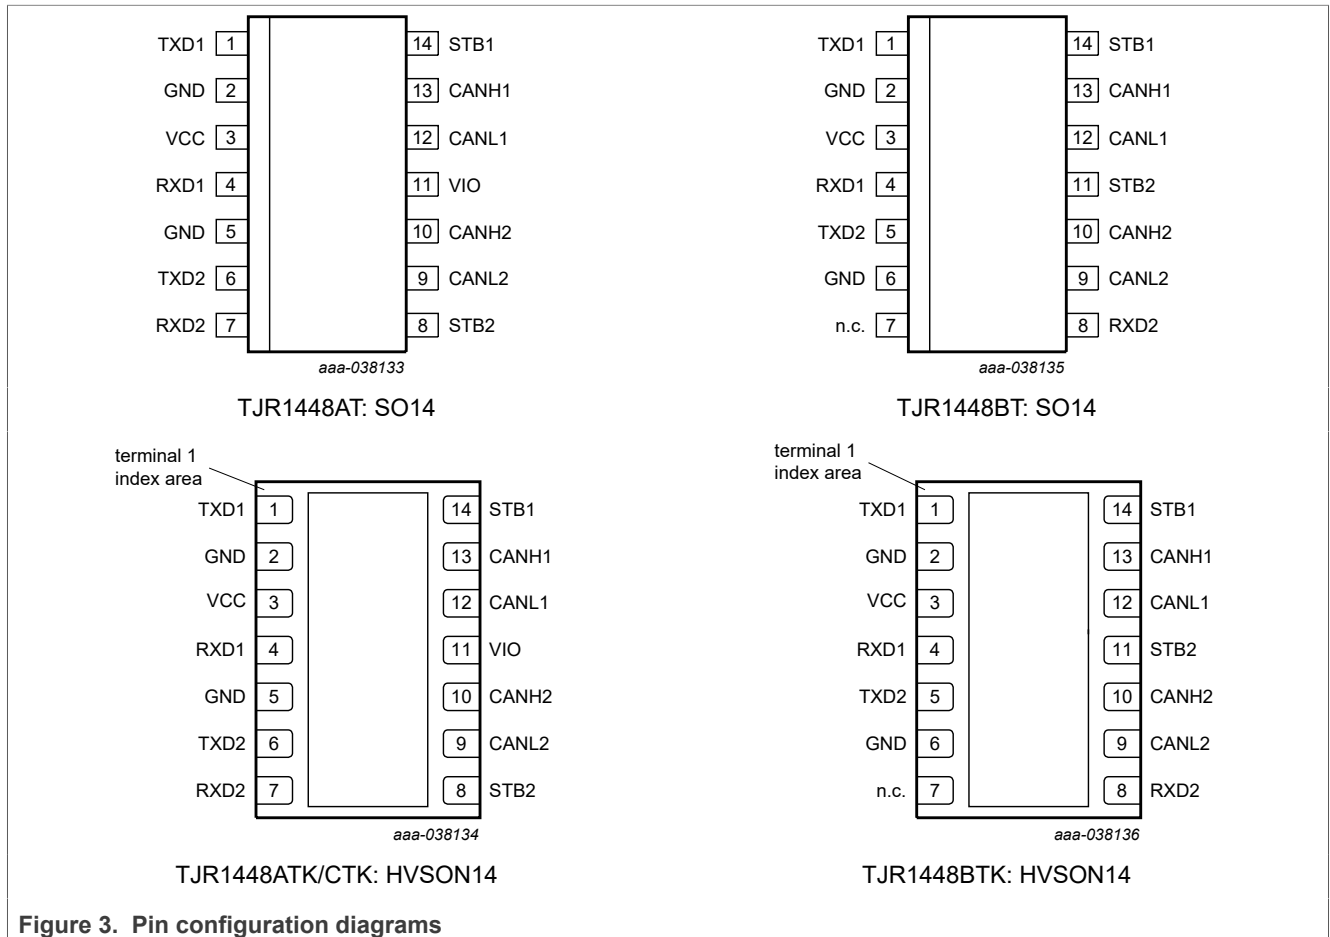 TXD1 1 14 STB1
GND 2 13 CANH1
VCC 3 12 CANL1
RXD1 4 11 VIO
GND 5 10 CANH2
TXD2 6 9 CANL2
RXD2 7 8 STB2
aaa-038133
TJR1448AT: SO14
TXD1 1 14 STB1
GND 2 13 CANH1
VCC 3 12 CANL1
RXD1 4 11 STB2
TXD2 5 10 CANH2
GND 6 9 CANL2
n.c. 7 8 RXD2
aaa-038135
TJR1448BT: SO14
terminal 1
index area
TXD1 1 14 STB1
GND 2 13 CANH1
VCC 3 12 CANL1
RXD1 4 11 VIO
GND 5 10 CANH2
TXD2 6 9 CANL2
RXD2 7 8 STB2
aaa-038134
TJR1448ATK/CTK: HVSON14
terminal 1
index area
TXD1 1 14 STB1
GND 2 13 CANH1
VCC 3 12 CANL1
RXD1 4 11 STB2
TXD2 5 10 CANH2
GND 6 9 CANL2
n.c. 7 8 RXD2
aaa-038136
TJR1448BTK: HVSON14
Figure 3. Pin configuration diagrams